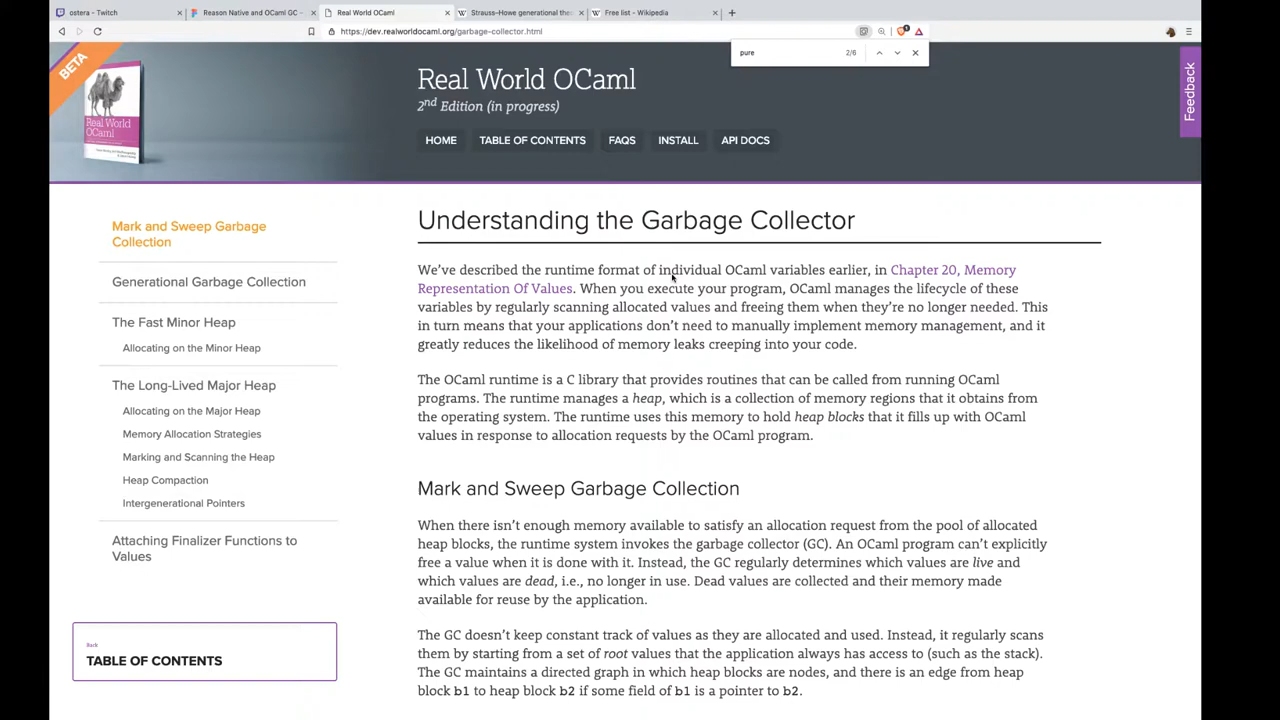 ostera - Twitch
Reason Native and OCaml GC -
Real World OCaml
Strauss–Howe generational the
Free list - Wikipedia
https://dev.realworldocaml.org/garbage-collector.html
pure
2/6
BETA
Real World
OCaml
Real World OCaml
2nd Edition (in progress)
HOME
TABLE OF CONTENTS
FAQS
INSTALL
API DOCS
Feedback
Mark and Sweep Garbage
Collection
Generational Garbage Collection
The Fast Minor Heap
Allocating on the Minor Heap
The Long-Lived Major Heap
Allocating on the Major Heap
Memory Allocation Strategies
Marking and Scanning the Heap
Heap Compaction
Intergenerational Pointers
Attaching Finalizer Functions to
Values
Back
TABLE OF CONTENTS
Understanding the Garbage Collector
We've described the runtime format of individual OCaml variables earlier, in Chapter 20, Memory
Representation Of Values. When you execute your program, OCaml manages the lifecycle of these
variables by regularly scanning allocated values and freeing them when they're no longer needed. This
in turn means that your applications don't need to manually implement memory management, and it
greatly reduces the likelihood of memory leaks creeping into your code.
The OCaml runtime is a C library that provides routines that can be called from running OCaml
programs. The runtime manages a heap, which is a collection of memory regions that it obtains from
the operating system. The runtime uses this memory to hold heap blocks that it fills up with OCaml
values in response to allocation requests by the OCaml program.
Mark and Sweep Garbage Collection
When there isn't enough memory available to satisfy an allocation request from the pool of allocated
heap blocks, the runtime system invokes the garbage collector (GC). An OCaml program can't explicitly
free a value when it is done with it. Instead, the GC regularly determines which values are live and
which values are dead, i.e., no longer in use. Dead values are collected and their memory made
available for reuse by the application.
The GC doesn't keep constant track of values as they are allocated and used. Instead, it regularly scans
them by starting from a set of root values that the application always has access to (such as the stack).
The GC maintains a directed graph in which heap blocks are nodes, and there is an edge from heap
block b1 to heap block b2 if some field of b1 is a pointer to b2.